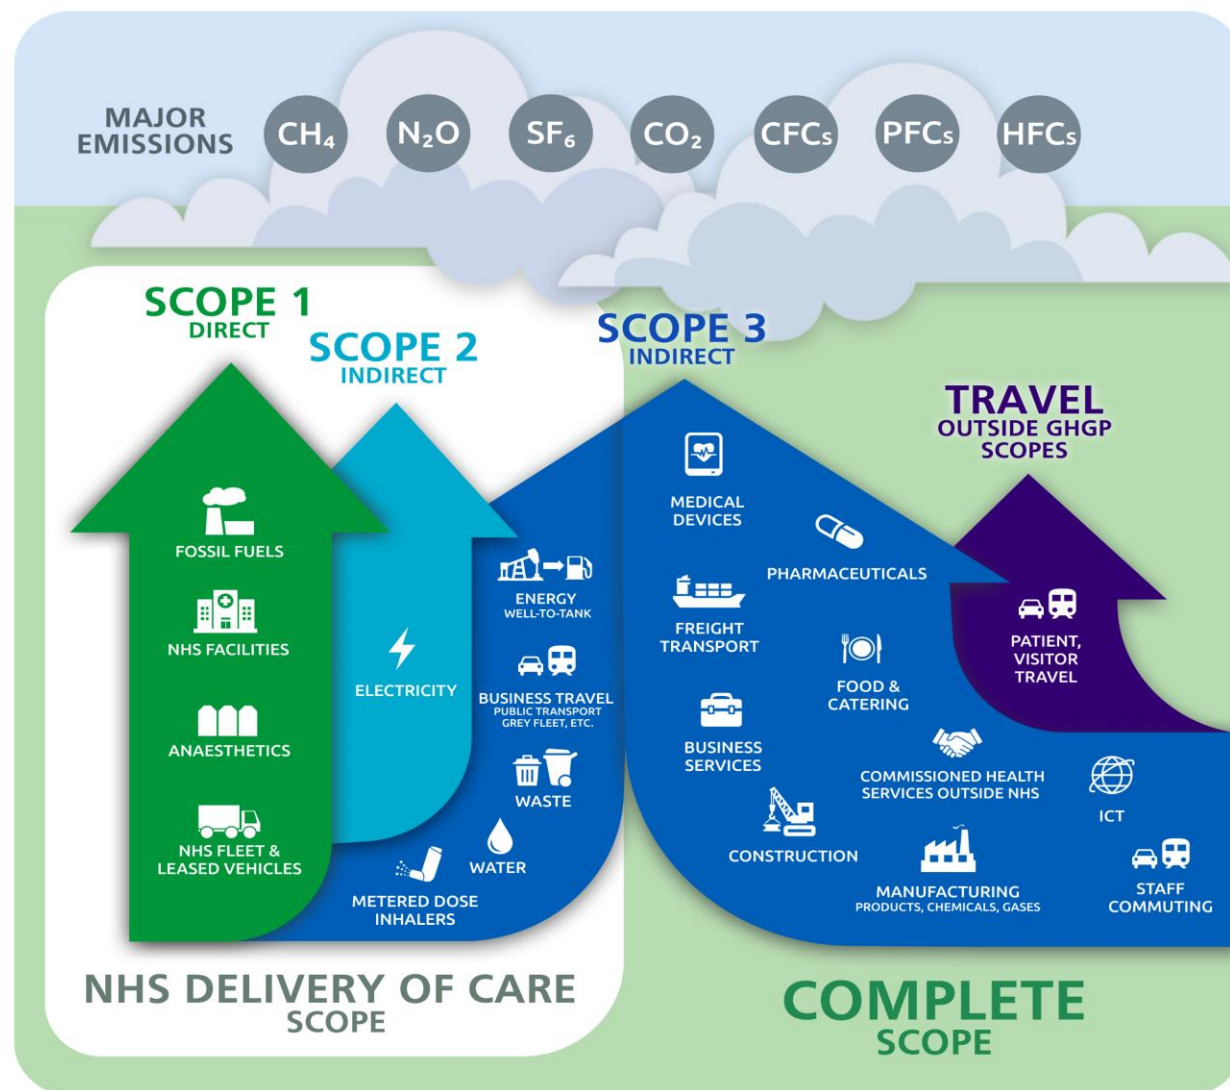 MAJOR
EMISSIONS
CH₄
N₂O
SF₆
CO₂
CFCs
PFCs
HFCs
SCOPE 1
DIRECT
SCOPE 2
INDIRECT
SCOPE 3
INDIRECT
TRAVEL
OUTSIDE GHGP
SCOPES
FOSSIL FUELS
NHS FACILITIES
ANAESTHETICS
NHS FLEET &
LEASED VEHICLES
ELECTRICITY
ENERGY
WELL-TO-TANK
BUSINESS TRAVEL
PUBLIC TRANSPORT
GREY FLEET, ETC.
WASTE
WATER
METERED DOSE
INHALERS
MEDICAL
DEVICES
PHARMACEUTICALS
FREIGHT
TRANSPORT
FOOD &
CATERING
BUSINESS
SERVICES
COMMISSIONED HEALTH
SERVICES OUTSIDE NHS
CONSTRUCTION
MANUFACTURING
PRODUCTS, CHEMICALS, GASES
ICT
STAFF
COMMUTING
PATIENT,
VISITOR
TRAVEL
NHS DELIVERY OF CARE
SCOPE
COMPLETE
SCOPE